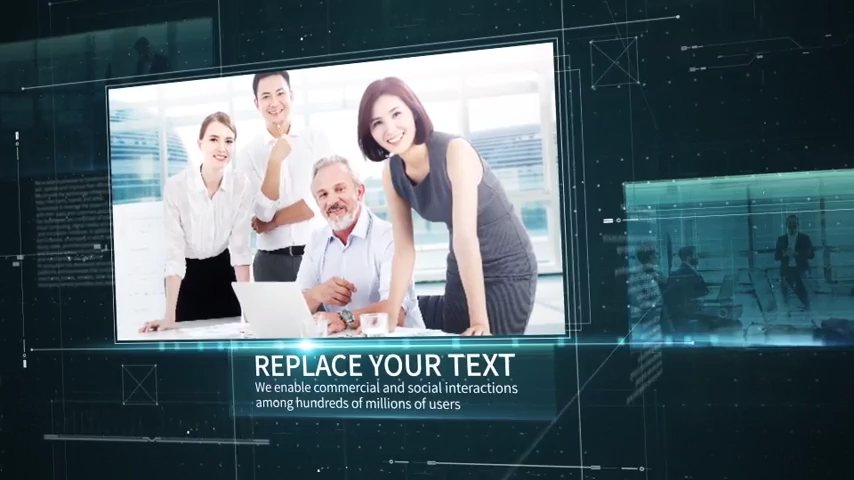 REPLACE YOUR TEXT
We enable commercial and social interactions
among hundreds of millions of users